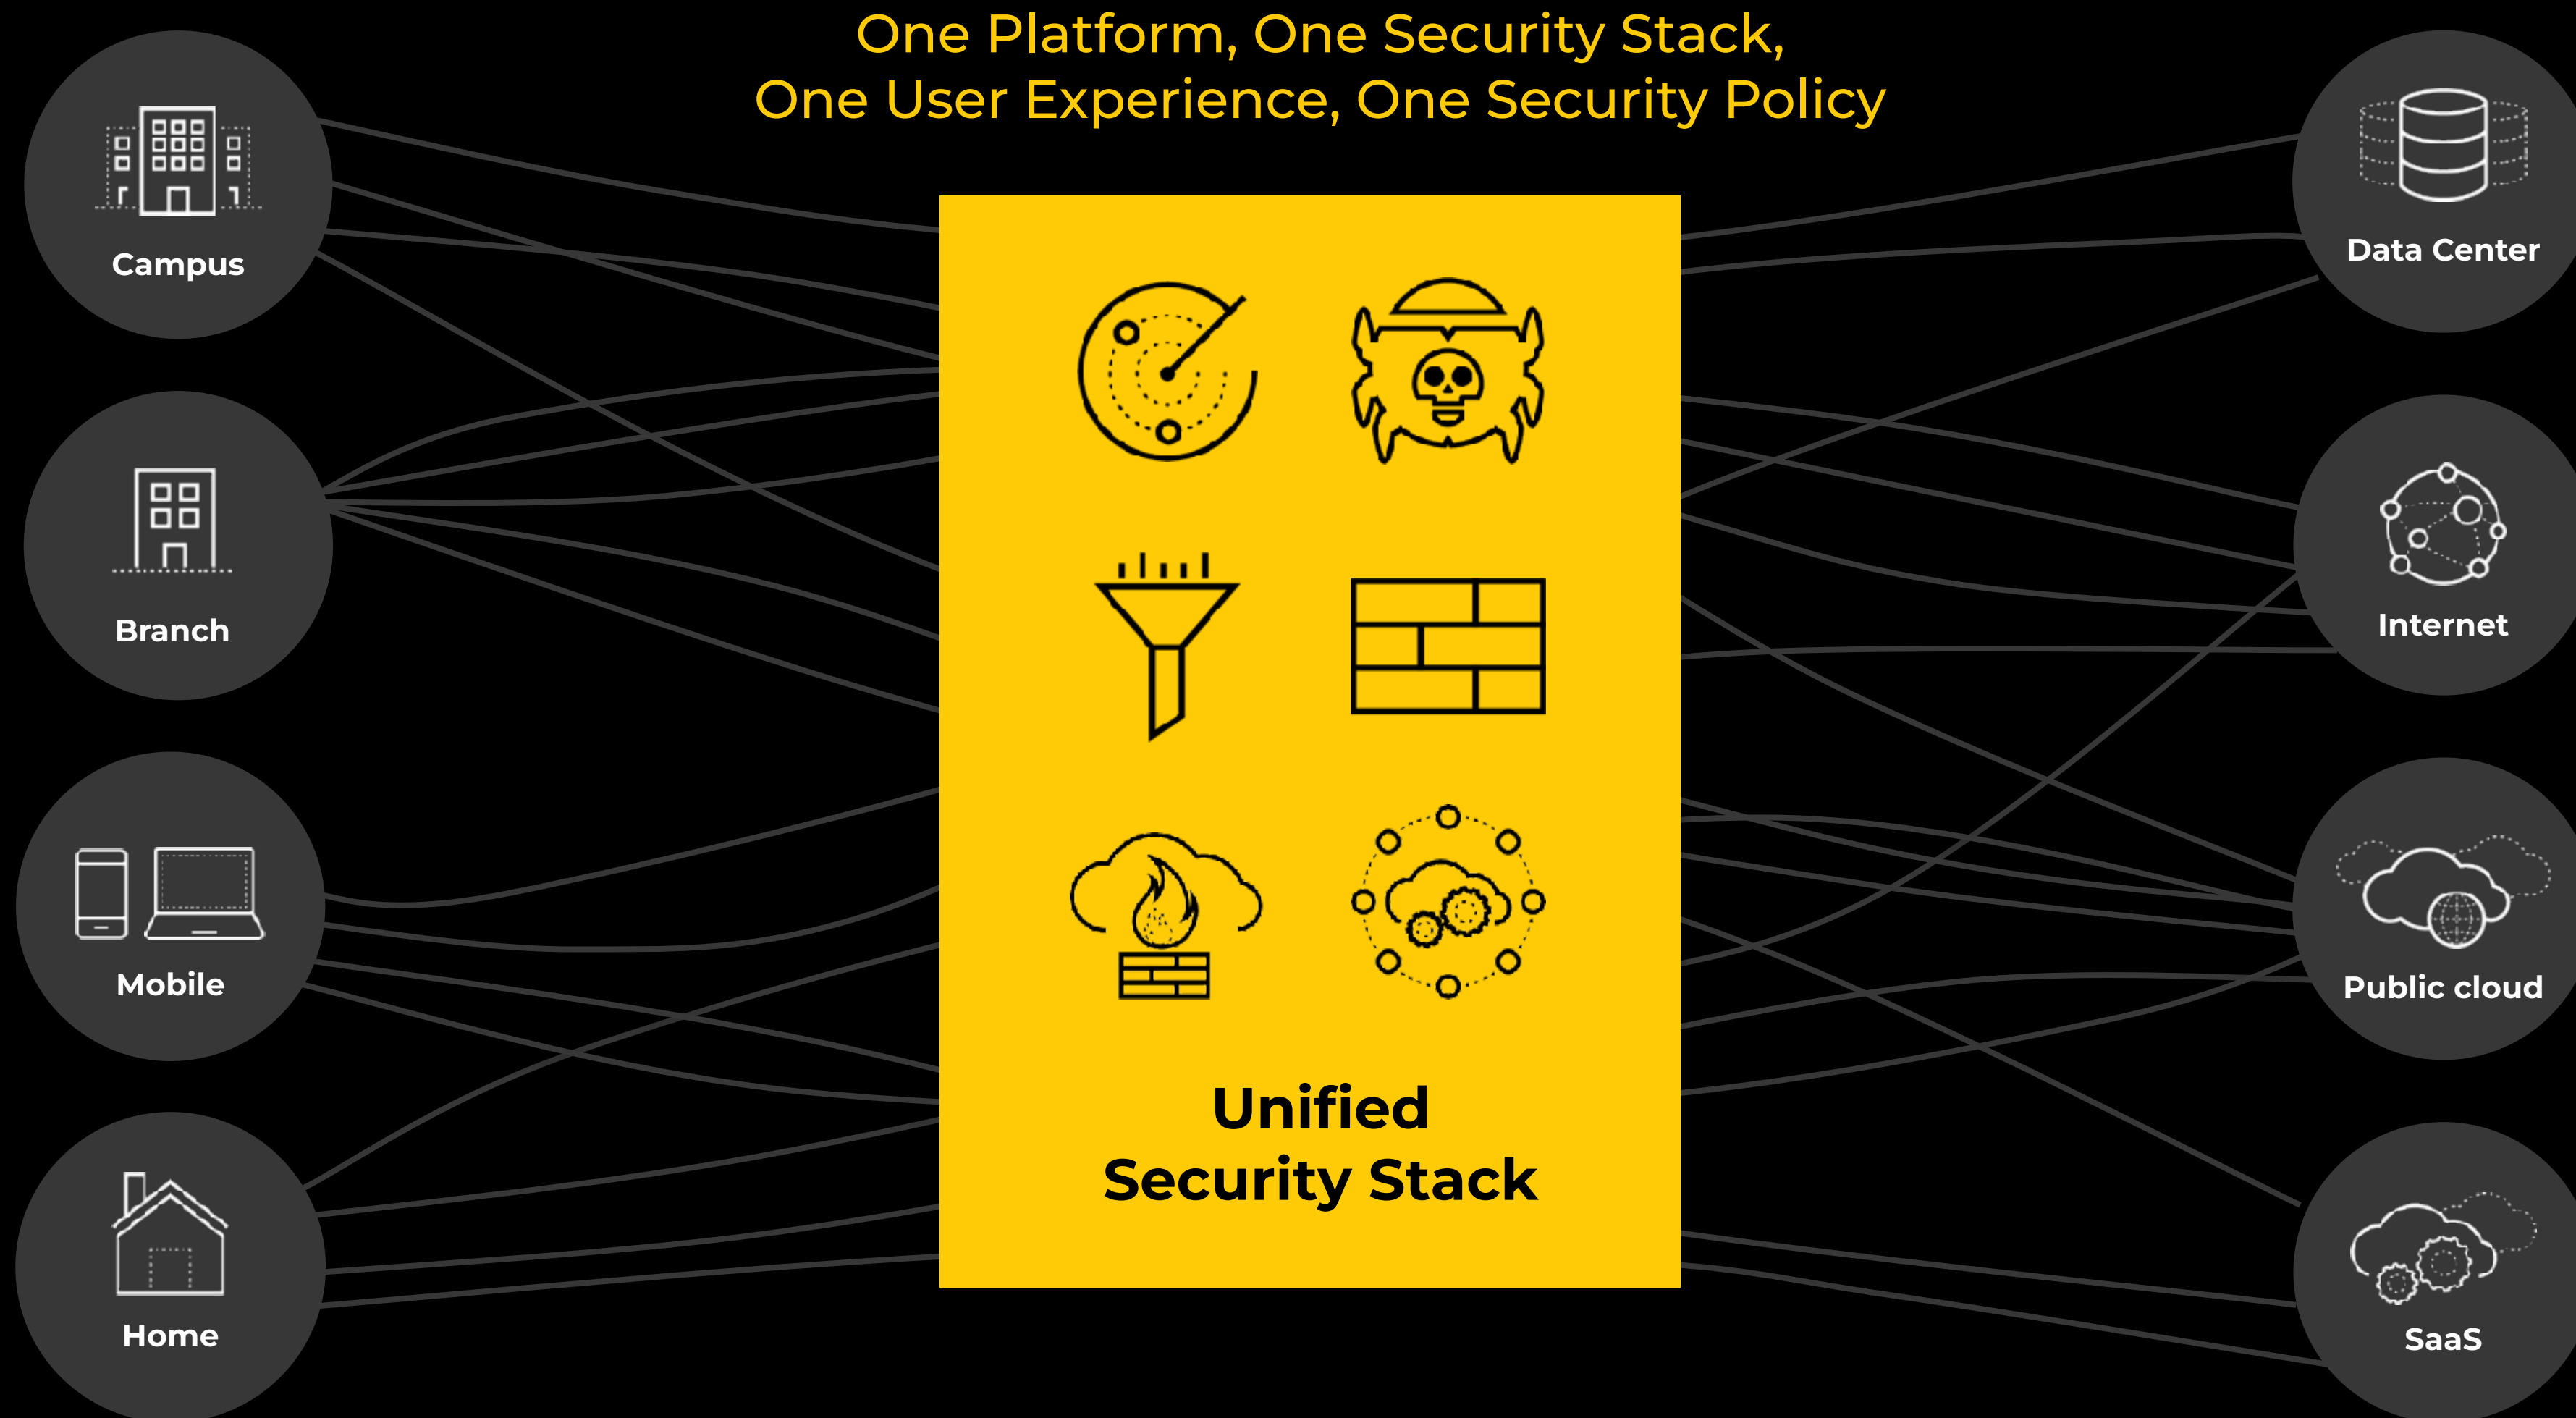 One Platform, One Security Stack,
One User Experience, One Security Policy
Campus
Branch
Mobile
Home
Unified
Security Stack
Data Center
Internet
Public cloud
SaaS